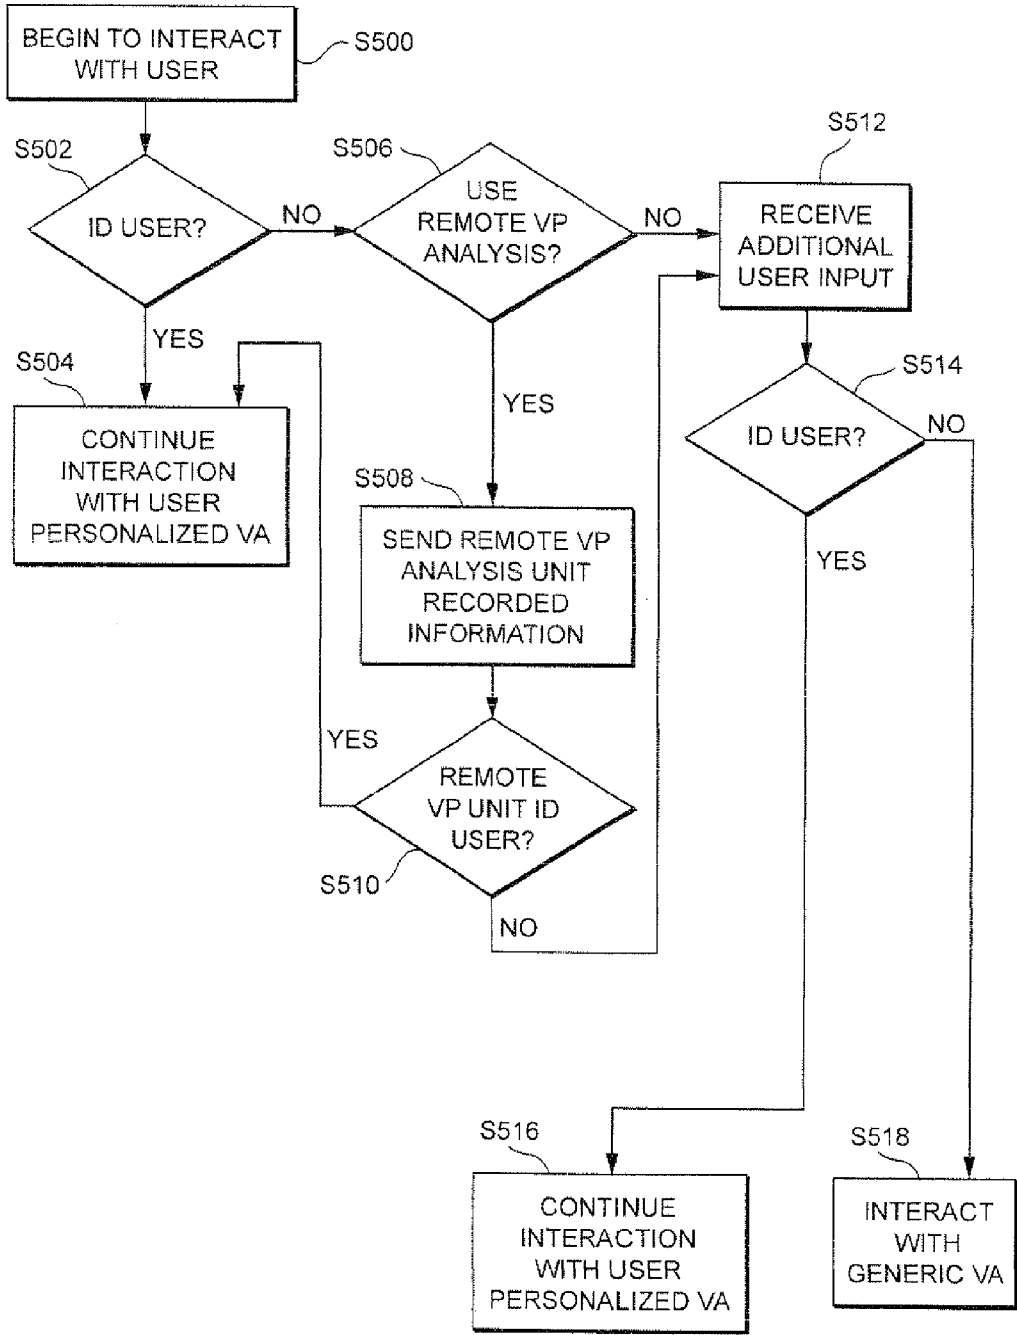 BEGIN TO INTERACT
WITH USER
S500
S502
ID USER?
NO
YES
S504
CONTINUE
INTERACTION
WITH USER
PERSONALIZED VA
S506
USE
REMOTE VP
ANALYSIS?
NO
YES
S508
SEND REMOTE VP
ANALYSIS UNIT
RECORDED
INFORMATION
YES
REMOTE
VP UNIT ID
USER?
S510
NO
S512
RECEIVE
ADDITIONAL
USER INPUT
S514
ID USER?
NO
YES
S516
CONTINUE
INTERACTION
WITH USER
PERSONALIZED VA
S518
INTERACT
WITH
GENERIC VA